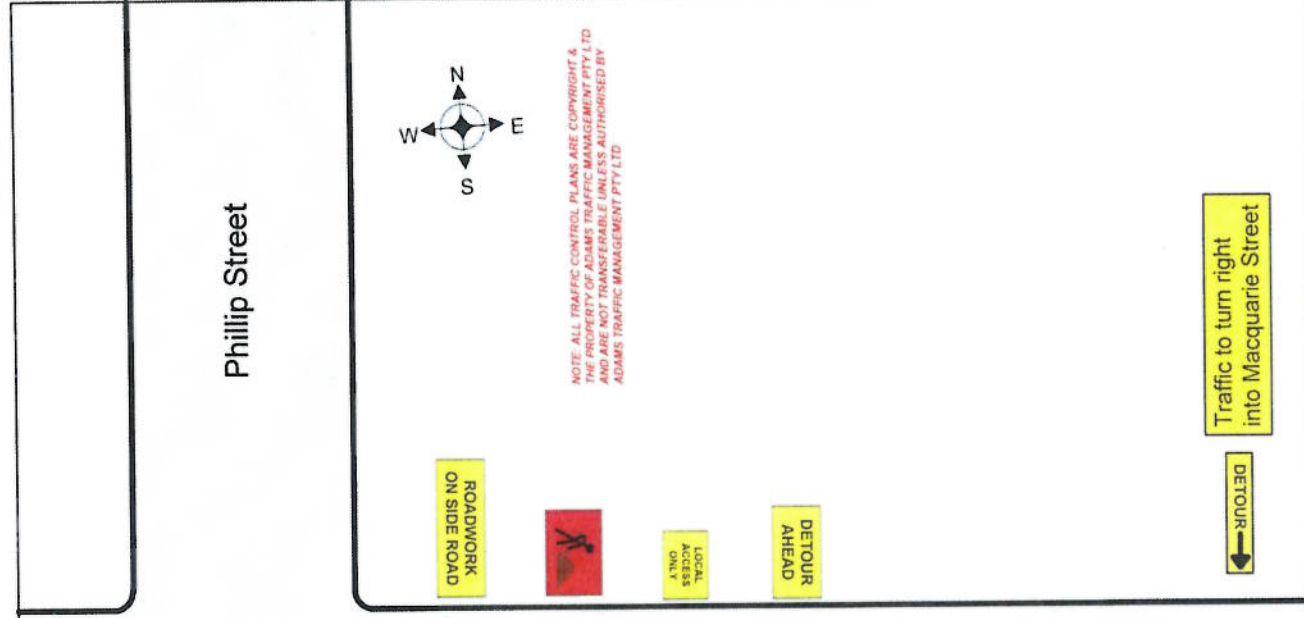 Phillip Street
N
W
E
S
NOTE: ALL TRAFFIC CONTROL PLANS ARE COPYRIGHT &
THE PROPERTY OF ADAMS TRAFFIC MANAGEMENT PTY LTD
AND ARE NOT TRANSFERABLE UNLESS AUTHORISED BY
ADAMS TRAFFIC MANAGEMENT PTY LTD
ROADWORK
ON SIDE ROAD
LOCAL
ACCESS
ONLY
DETOUR
AHEAD
Traffic to turn right
into Macquarie Street
DETOUR